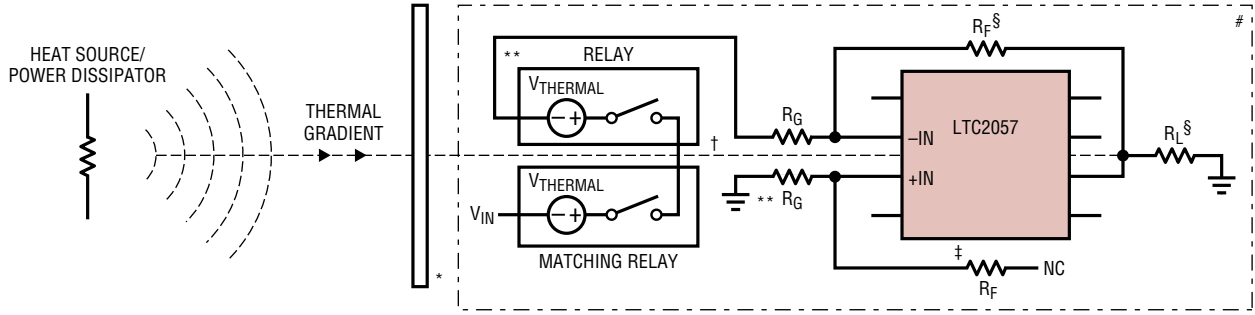 HEAT SOURCE/
POWER DISSIPATOR
THERMAL
GRADIENT
*
#
**
RELAY
VTHERMAL
− +
†
VIN
VTHERMAL
− +
MATCHING RELAY
RG
** RG
RF§
LTC2057
–IN
+IN
RL§
‡
RF
NC